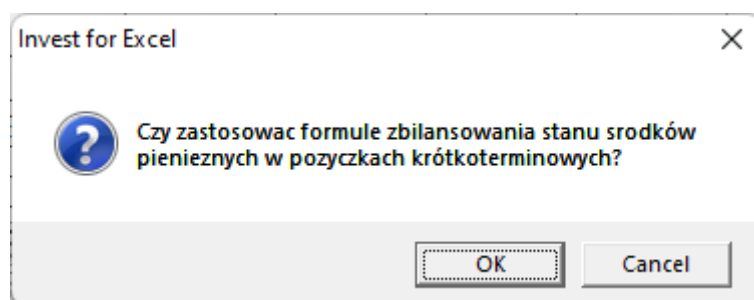 Invest for Excel
Czy zastosowac formule zbilansowania stanu srodków
pienieznych w pozyczkach krótkoterminowych?
OK
Cancel